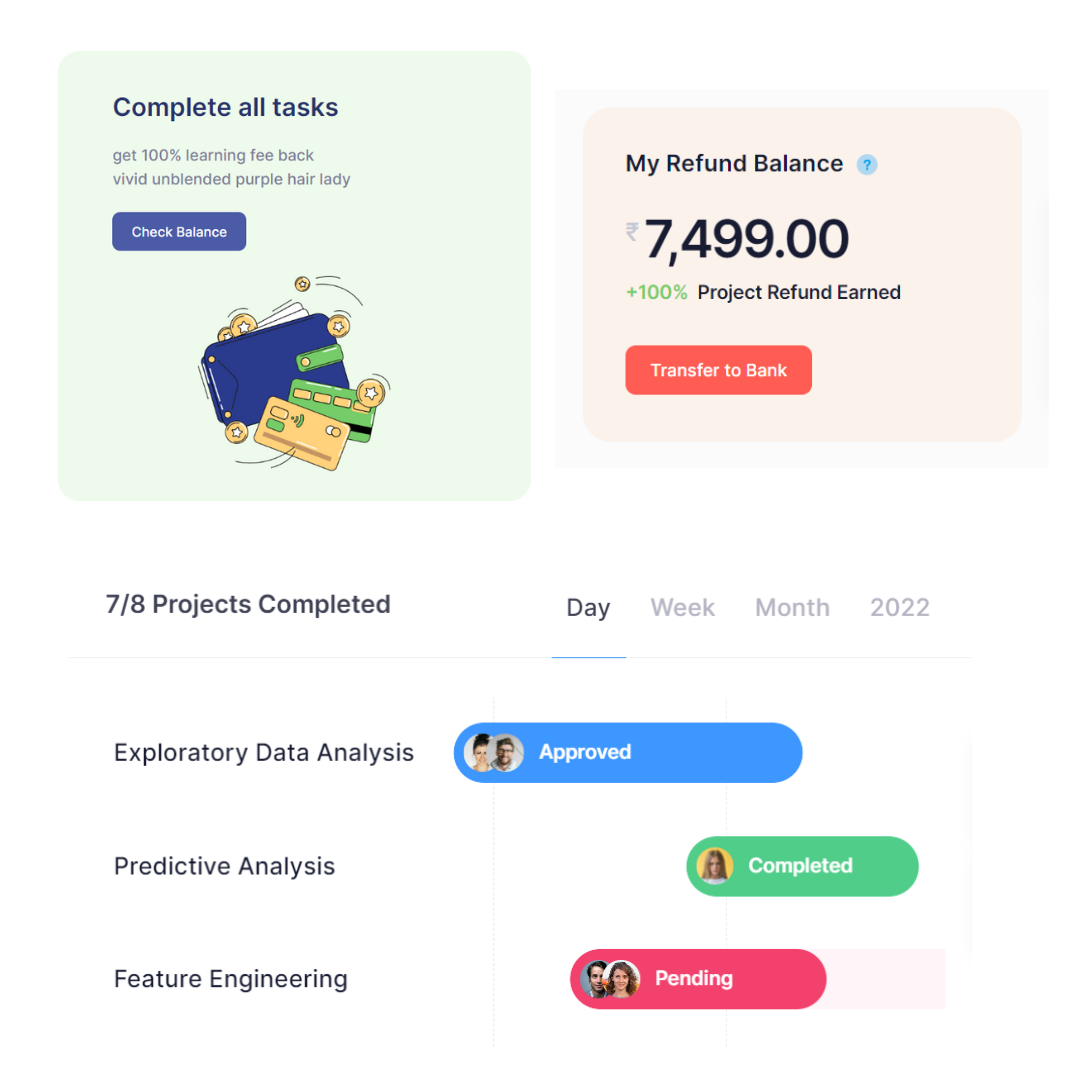 Complete all tasks
get 100% learning fee back
vivid unblended purple hair lady
Check Balance
My Refund Balance ?
₹ 7,499.00
+100% Project Refund Earned
Transfer to Bank
7/8 Projects Completed
Day Week Month 2022
Exploratory Data Analysis Approved
Predictive Analysis Completed
Feature Engineering Pending